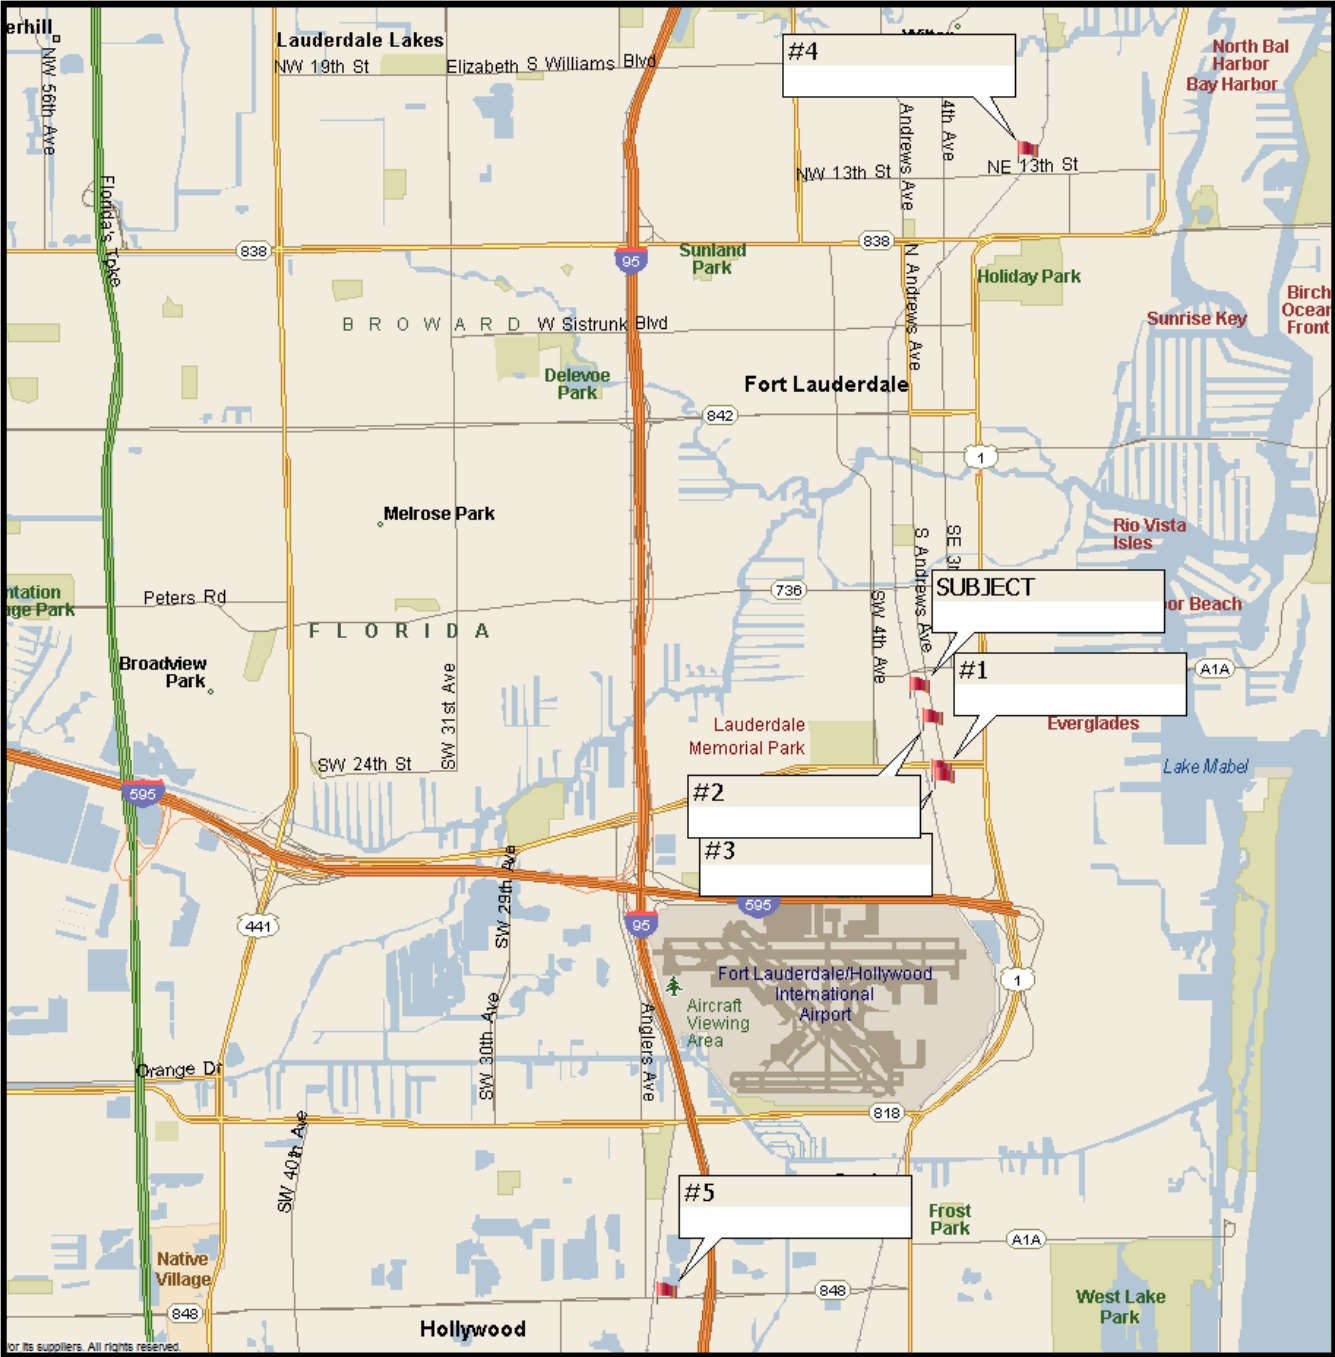 erhill
Lauderdale Lakes
NW 19th St
Elizabeth S Williams Blvd
#4
North Bal
Harbor
Bay Harbor
NW 56th Ave
Andrews Ave
4th Ave
NW 13th St
NE 13th St
Florida's Tpke
838
95
Sunland
Park
838
N Andrews Ave
Holiday Park
Birch
Ocean
Front
Sunrise Key
BROWARD
W Sistrunk Blvd
Delevoe
Park
Fort Lauderdale
842
1
Melrose Park
Rio Vista
Isles
S Andrews Ave
SE 3r
ntation
age Park
Peters Rd
736
SW 4th Ave
SUBJECT
or Beach
FLORIDA
Broadview
Park
SW 31st Ave
#1
A1A
Lauderdale
Memorial Park
Everglades
SW 24th St
Lake Mabel
595
#2
#3
SW 29th Ave
595
441
95
Fort Lauderdale/Hollywood
International
Airport
1
Aircraft
Viewing
Area
SW 30th Ave
Anglers Ave
Orange Dr
818
SW 40th Ave
#5
Frost
Park
A1A
Native
Village
848
848
West Lake
Park
Hollywood
or its suppliers. All rights reserved.